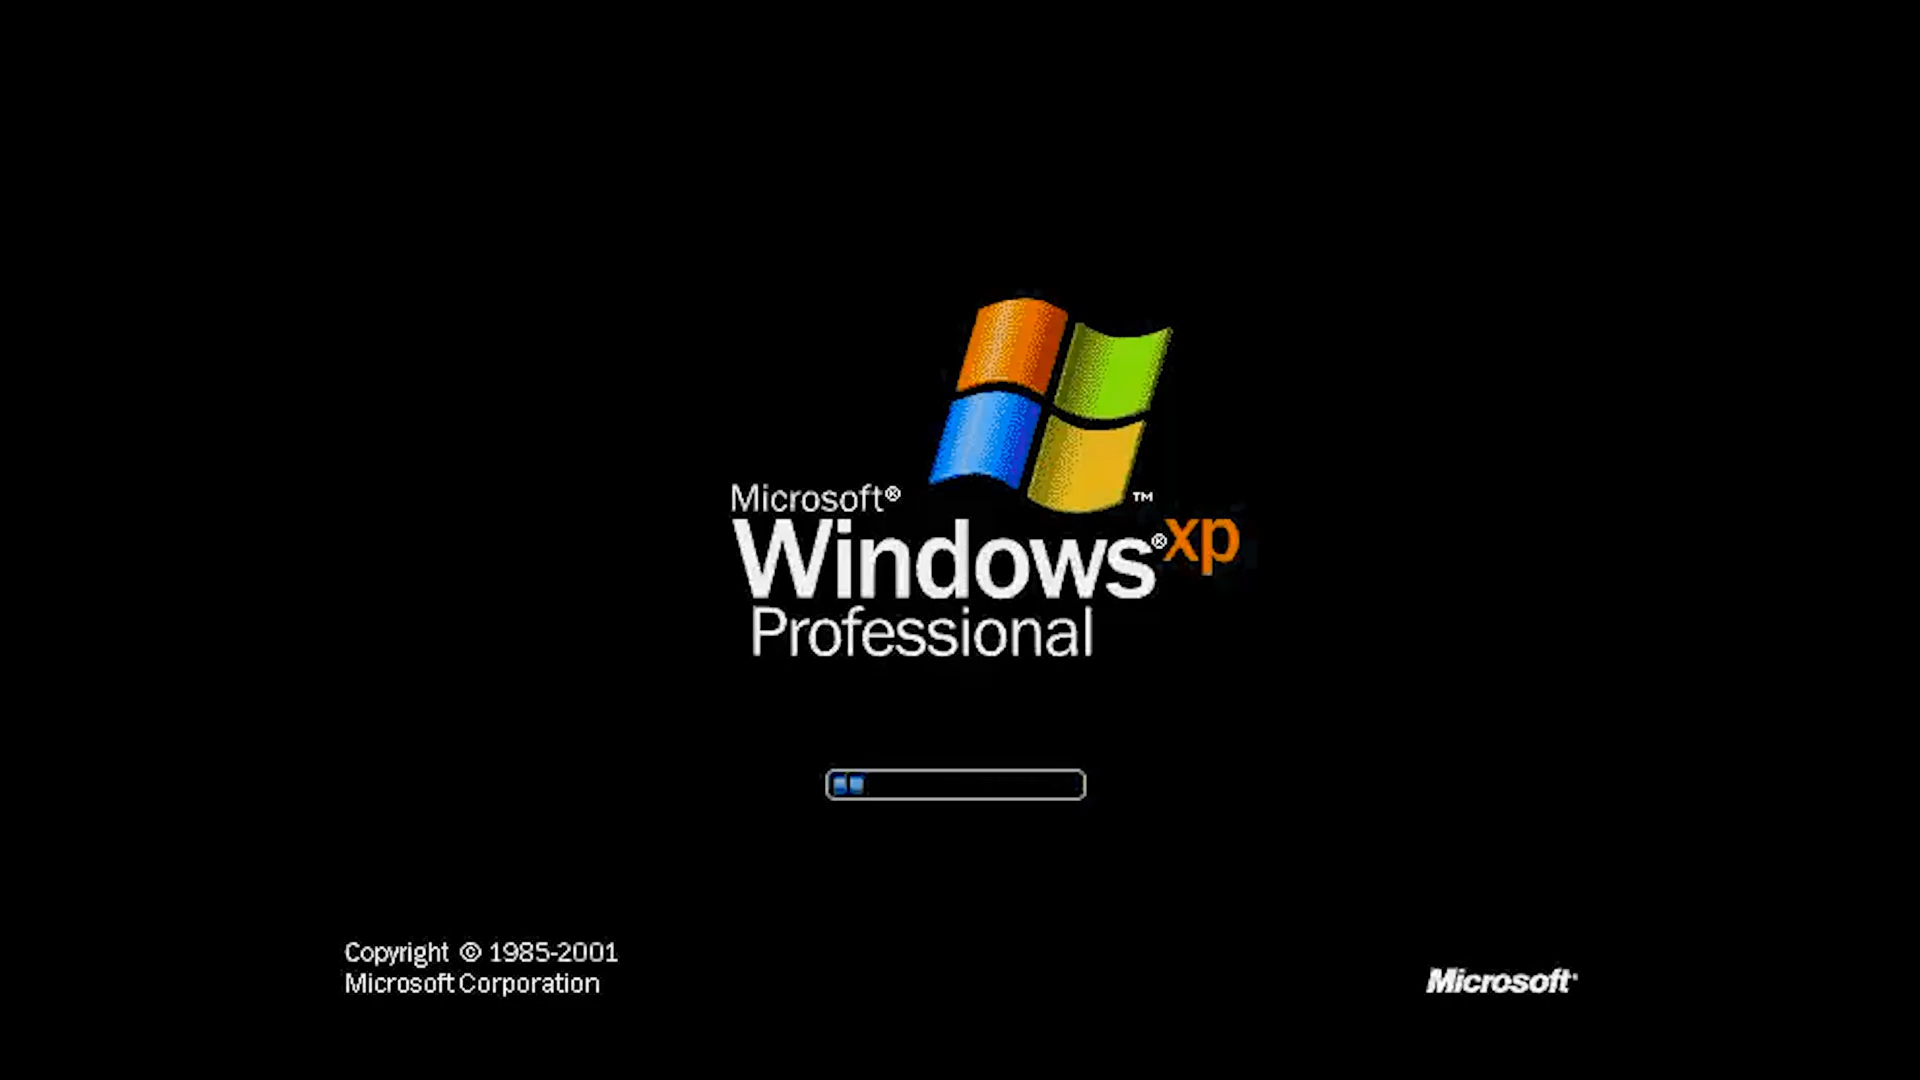 Microsoft®
Windows® xp
™
Professional
Copyright © 1985-2001
Microsoft Corporation
Microsoft®